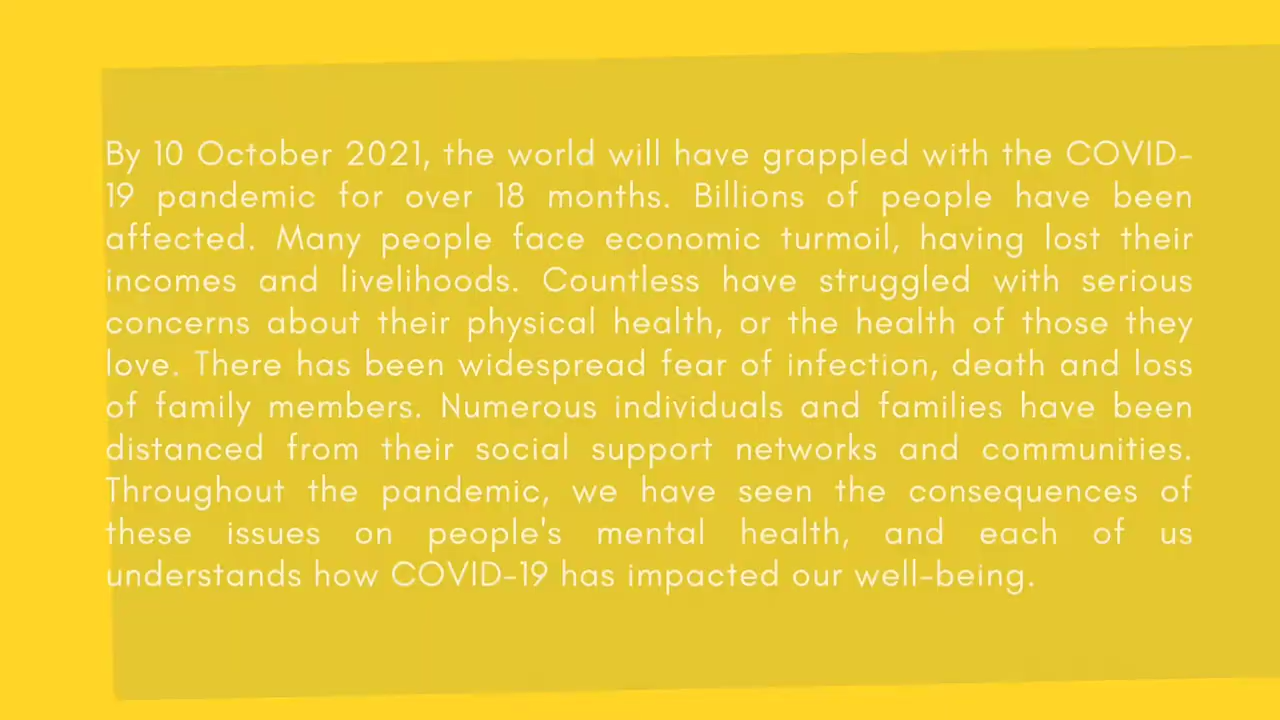 By 10 October 2021, the world will have grappled with the COVID-
19 pandemic for over 18 months. Billions of people have been
affected. Many people face economic turmoil, having lost their
incomes and livelihoods. Countless have struggled with serious
concerns about their physical health, or the health of those they
love. There has been widespread fear of infection, death and loss
of family members. Numerous individuals and families have been
distanced from their social support networks and communities.
Throughout the pandemic, we have seen the consequences of
these issues on people's mental health, and each of us
understands how COVID-19 has impacted our well-being.